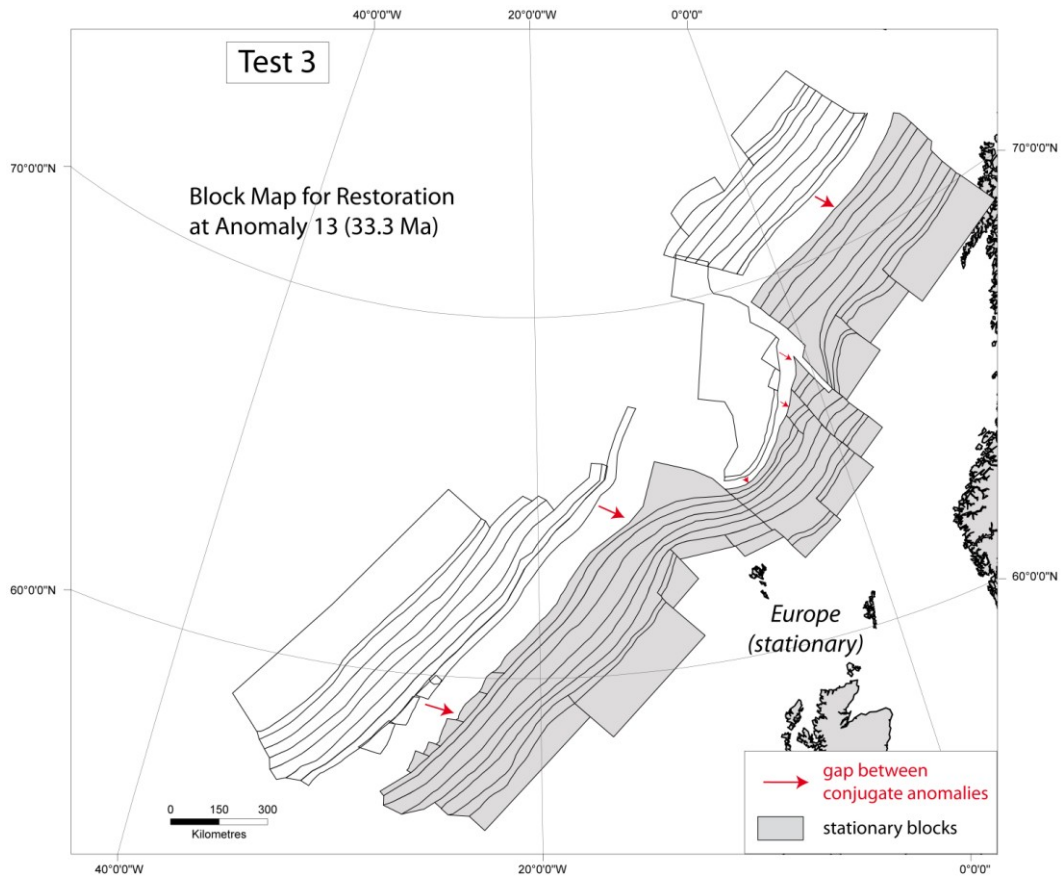 40°0'0"W 20°0'0"W 0°0'0"
Test 3
70°0'0"N 70°0'0"N
Block Map for Restoration
at Anomaly 13 (33.3 Ma)
60°0'0"N 60°0'0"N
Europe
(stationary)
gap between
conjugate anomalies
stationary blocks
0 150 300
Kilometres
40°0'0"W 20°0'0"W 0°0'0"